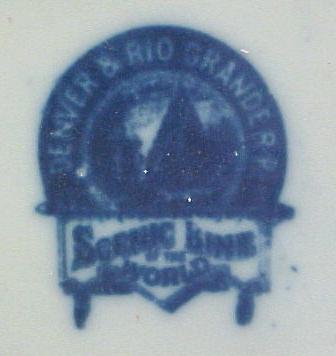 DENVER & RIO GRANDE R.R.
SCENIC LINE
OF THE
WORLD